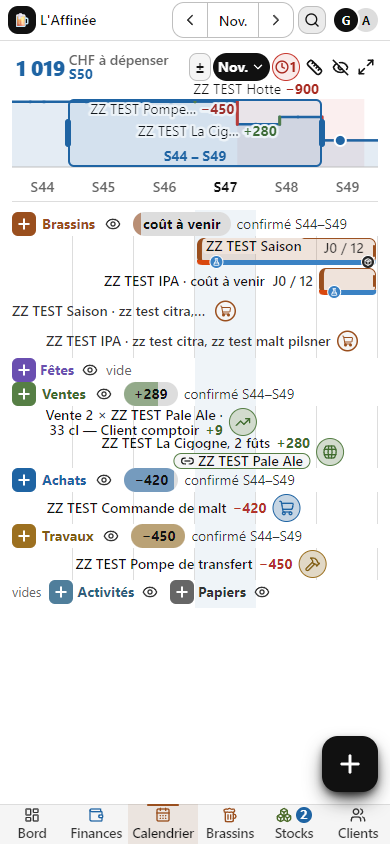 L'Affinée
Nov.
G
A
1 019 CHF à dépenser
S50
±
Nov.
1
ZZ TEST Hotte −900
ZZ TEST Pompe… −450
ZZ TEST La Cig… +280
S44 – S49
S44 S45 S46 S47 S48 S49
Brassins coût à venir confirmé S44–S49
ZZ TEST Saison J0 / 12
ZZ TEST IPA · coût à venir J0 / 12
ZZ TEST Saison · zz test citra,…
ZZ TEST IPA · zz test citra, zz test malt pilsner
Fêtes vide
Ventes +289 confirmé S44–S49
Vente 2 × ZZ TEST Pale Ale ·
33 cl — Client comptoir +9
ZZ TEST La Cigogne, 2 fûts +280
ZZ TEST Pale Ale
Achats −420 confirmé S44–S49
ZZ TEST Commande de malt −420
Travaux −450 confirmé S44–S49
ZZ TEST Pompe de transfert −450
vides Activités Papiers
Bord Finances Calendrier Brassins Stocks 2 Clients